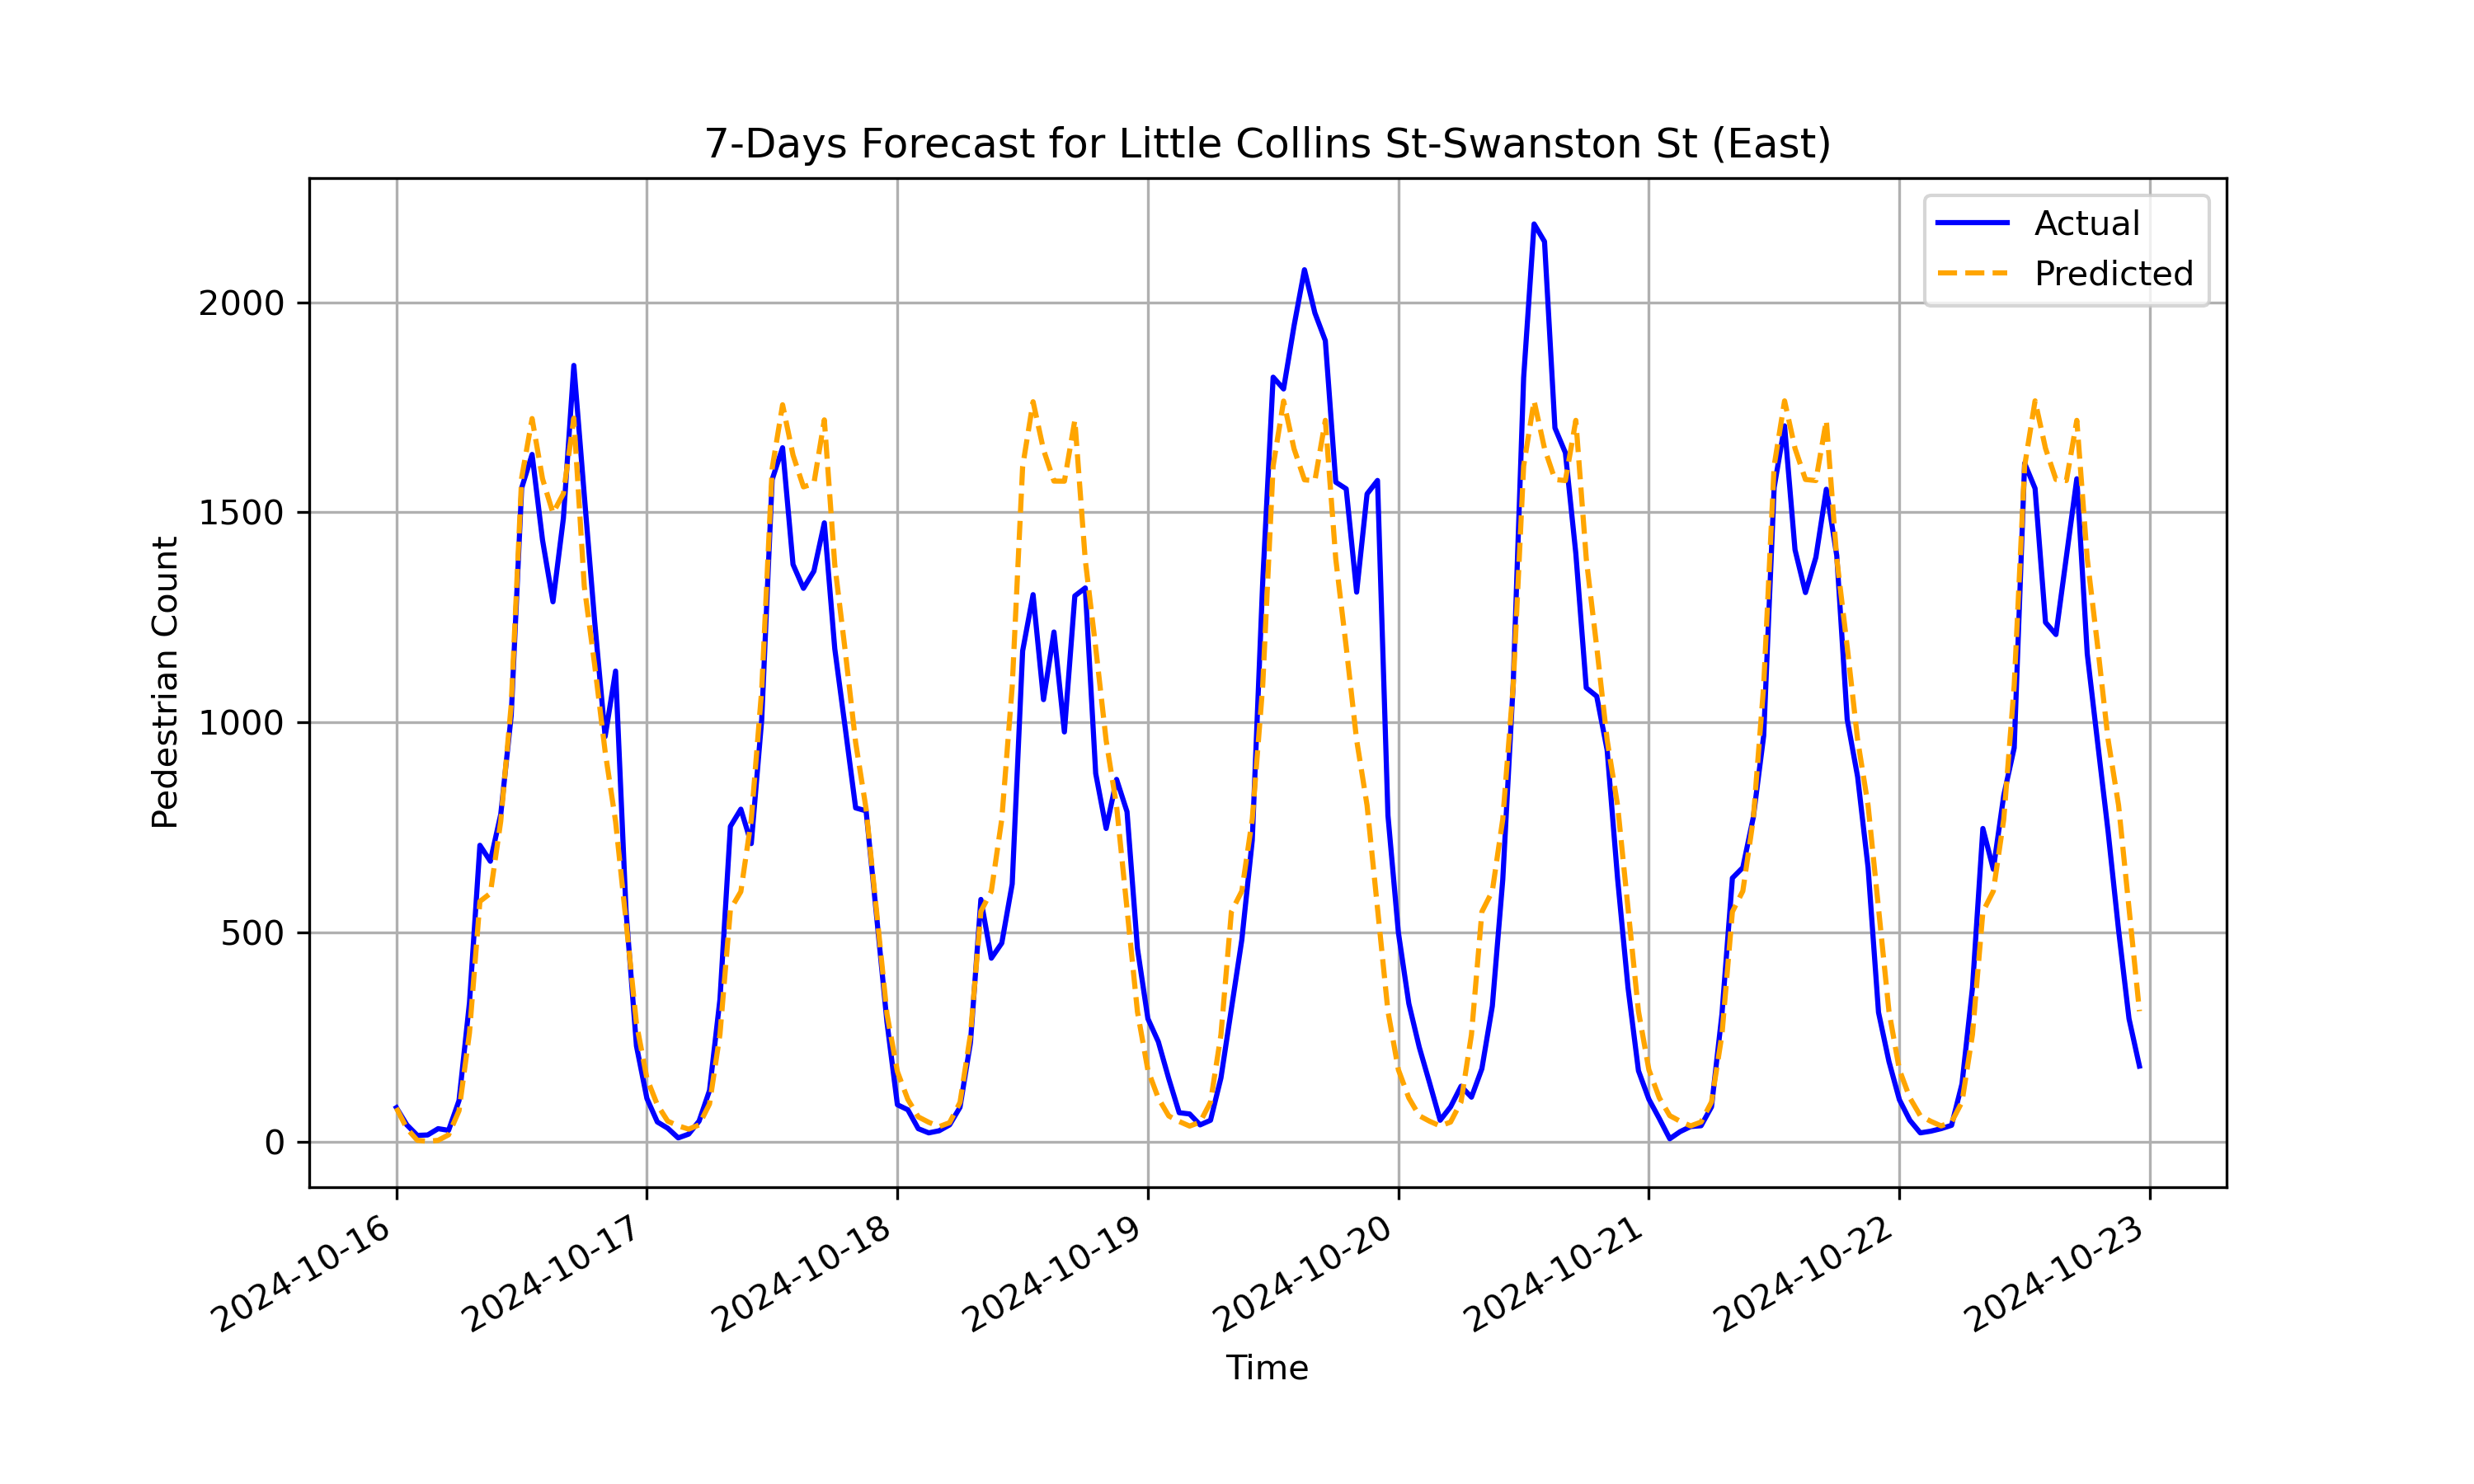 7-Days Forecast for Little Collins St-Swanston St (East)
Actual
Predicted
Pedestrian Count
2000
1500
1000
500
0
2024-10-16
2024-10-17
2024-10-18
2024-10-19
2024-10-20
2024-10-21
2024-10-22
2024-10-23
Time